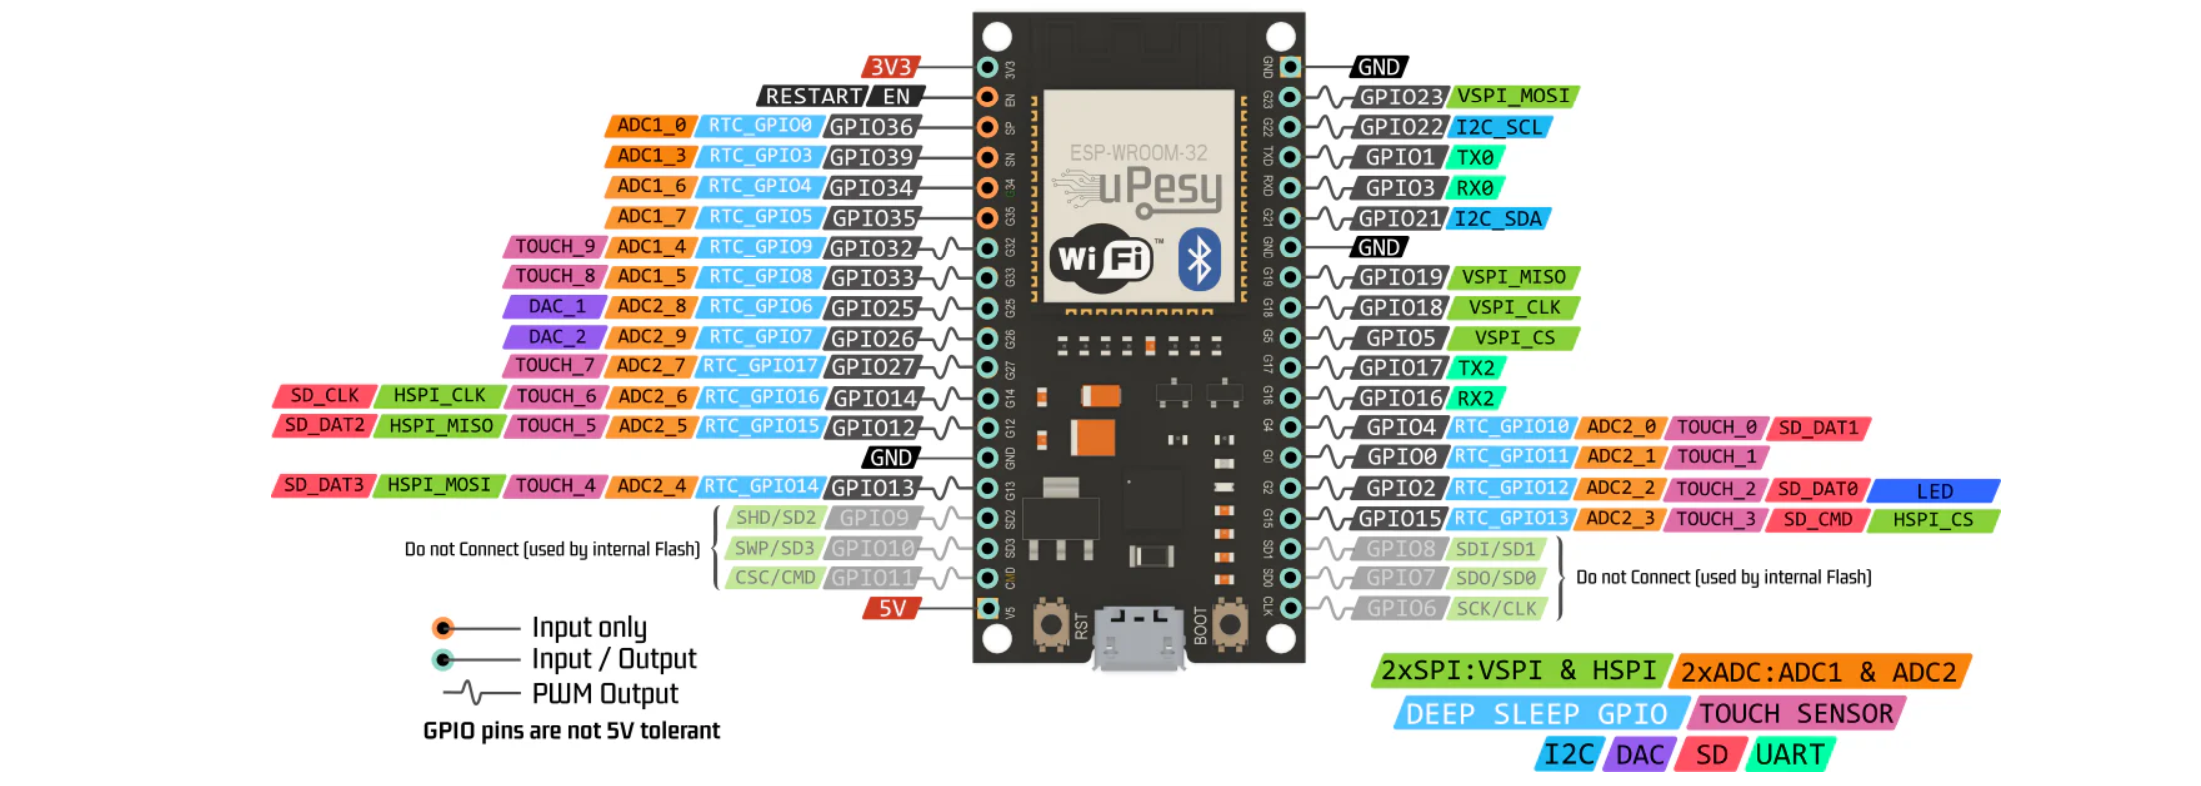 3V3 3V3 GND GND
RESTART EN EN G23 GPIO23 VSPI_MOSI
ADC1_0 RTC_GPIO0 GPIO36 SP G22 GPIO22 I2C_SCL
ADC1_3 RTC_GPIO3 GPIO39 SN ESP-WROOM-32 TXD GPIO1 TX0
ADC1_6 RTC_GPIO4 GPIO34 G34 uPesy RXD GPIO3 RX0
ADC1_7 RTC_GPIO5 GPIO35 G35 G21 GPIO21 I2C_SDA
TOUCH_9 ADC1_4 RTC_GPIO9 GPIO32 G32 Wi Fi ™ GND GND
TOUCH_8 ADC1_5 RTC_GPIO8 GPIO33 G33 G19 GPIO19 VSPI_MISO
DAC_1 ADC2_8 RTC_GPIO6 GPIO25 G25 G18 GPIO18 VSPI_CLK
DAC_2 ADC2_9 RTC_GPIO7 GPIO26 G26 G5 GPIO5 VSPI_CS
TOUCH_7 ADC2_7 RTC_GPIO17 GPIO27 G27 G17 GPIO17 TX2
SD_CLK HSPI_CLK TOUCH_6 ADC2_6 RTC_GPIO16 GPIO14 G14 G16 GPIO16 RX2
SD_DAT2 HSPI_MISO TOUCH_5 ADC2_5 RTC_GPIO15 GPIO12 G12 G4 GPIO4 RTC_GPIO10 ADC2_0 TOUCH_0 SD_DAT1
GND GND G0 GPIO0 RTC_GPIO11 ADC2_1 TOUCH_1
SD_DAT3 HSPI_MOSI TOUCH_4 ADC2_4 RTC_GPIO14 GPIO13 G13 G2 GPIO2 RTC_GPIO12 ADC2_2 TOUCH_2 SD_DAT0 LED
SHD/SD2 GPIO9 SD2 G15 GPIO15 RTC_GPIO13 ADC2_3 TOUCH_3 SD_CMD HSPI_CS
Do not Connect (used by internal Flash) SWP/SD3 GPIO10 SD3 SD1 GPIO8 SDI/SD1
CSC/CMD GPIO11 CMD SD0 GPIO7 SDO/SD0 Do not Connect (used by internal Flash)
5V V5 RST BOOT CLK GPIO6 SCK/CLK
Input only
Input / Output
PWM Output
GPIO pins are not 5V tolerant
2xSPI:VSPI & HSPI 2xADC:ADC1 & ADC2
DEEP SLEEP GPIO TOUCH SENSOR
I2C DAC SD UART